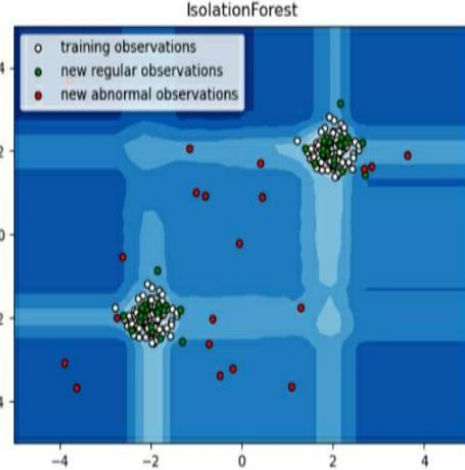 IsolationForest
training observations
new regular observations
new abnormal observations
4
2
0
2
4
−4 −2 0 2 4